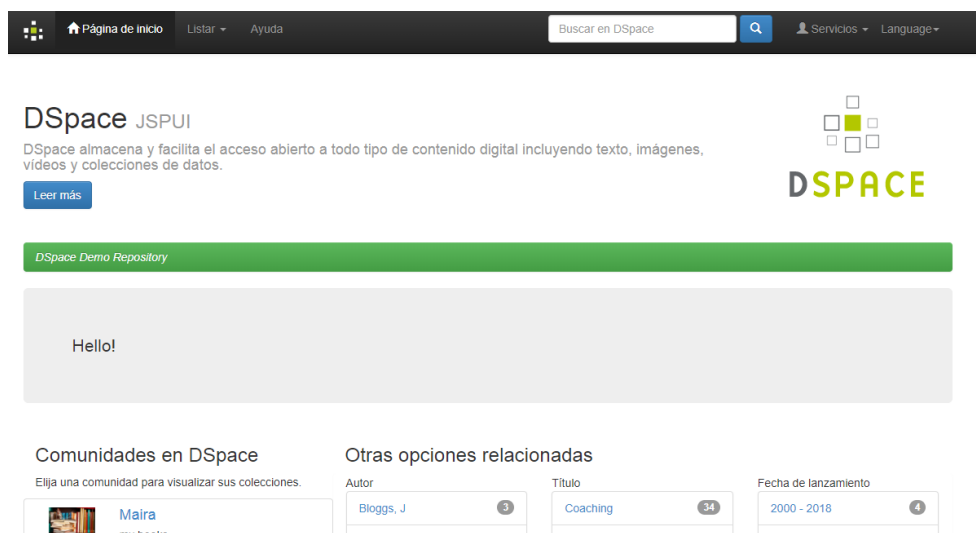 Página de inicio Listar Ayuda Buscar en DSpace Servicios Language
DSpace JSPUI
DSpace almacena y facilita el acceso abierto a todo tipo de contenido digital incluyendo texto, imágenes,
vídeos y colecciones de datos.
Leer más
DSPACE
DSpace Demo Repository
Hello!
Comunidades en DSpace
Elija una comunidad para visualizar sus colecciones.
Maira
Otras opciones relacionadas
Autor
Bloggs, J 3
Título
Coaching 34
Fecha de lanzamiento
2000 - 2018 4